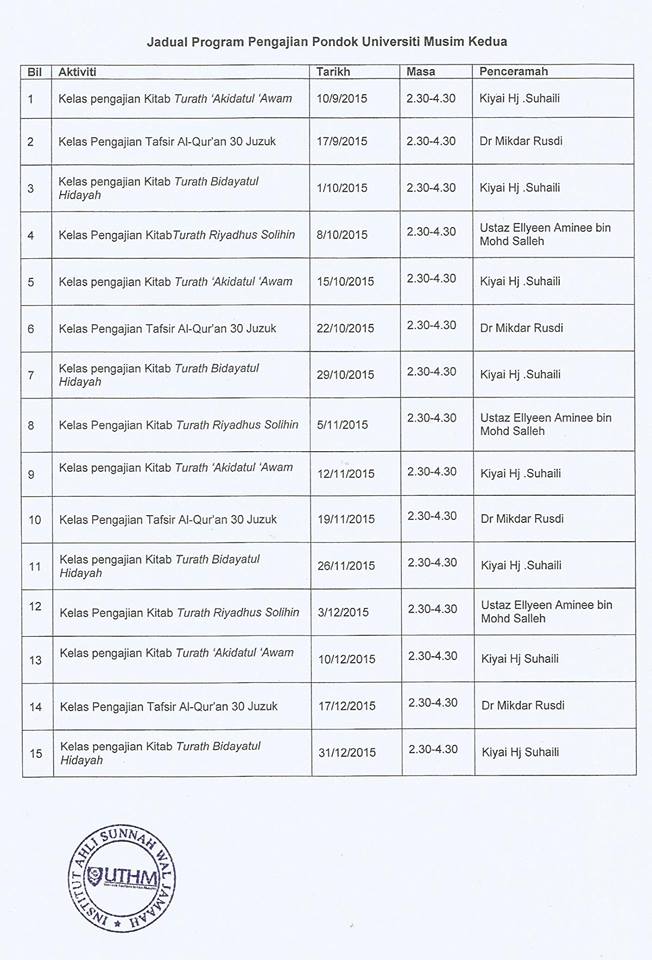 Jadual Program Pengajian Pondok Universiti Musim Kedua
Bil Aktiviti Tarikh Masa Penceramah
1 Kelas pengajian Kitab Turath ‘Akidatul ‘Awam 10/9/2015 2.30-4.30 Kiyai Hj .Suhaili
2 Kelas Pengajian Tafsir Al-Qur’an 30 Juzuk 17/9/2015 2.30-4.30 Dr Mikdar Rusdi
3 Kelas pengajian Kitab Turath Bidayatul
Hidayah 1/10/2015 2.30-4.30 Kiyai Hj .Suhaili
4 Kelas Pengajian KitabTurath Riyadhus Solihin 8/10/2015 2.30-4.30 Ustaz Ellyeen Aminee bin
Mohd Salleh
5 Kelas pengajian Kitab Turath ‘Akidatul ‘Awam 15/10/2015 2.30-4.30 Kiyai Hj .Suhaili
6 Kelas Pengajian Tafsir Al-Qur’an 30 Juzuk 22/10/2015 2.30-4.30 Dr Mikdar Rusdi
7 Kelas pengajian Kitab Turath Bidayatul
Hidayah 29/10/2015 2.30-4.30 Kiyai Hj .Suhaili
8 Kelas Pengajian Kitab Turath Riyadhus Solihin 5/11/2015 2.30-4.30 Ustaz Ellyeen Aminee bin
Mohd Salleh
9 Kelas pengajian Kitab Turath ‘Akidatul ‘Awam 12/11/2015 2.30-4.30 Kiyai Hj .Suhaili
10 Kelas Pengajian Tafsir Al-Qur’an 30 Juzuk 19/11/2015 2.30-4.30 Dr Mikdar Rusdi
11 Kelas pengajian Kitab Turath Bidayatul
Hidayah 26/11/2015 2.30-4.30 Kiyai Hj .Suhaili
12 Kelas Pengajian Kitab Turath Riyadhus Solihin 3/12/2015 2.30-4.30 Ustaz Ellyeen Aminee bin
Mohd Salleh
13 Kelas pengajian Kitab Turath ‘Akidatul ‘Awam 10/12/2015 2.30-4.30 Kiyai Hj Suhaili
14 Kelas Pengajian Tafsir Al-Qur’an 30 Juzuk 17/12/2015 2.30-4.30 Dr Mikdar Rusdi
15 Kelas pengajian Kitab Turath Bidayatul
Hidayah 31/12/2015 2.30-4.30 Kiyai Hj Suhaili
INSTITUT AHLI SUNNAH WAL JAMAAH
UTHM